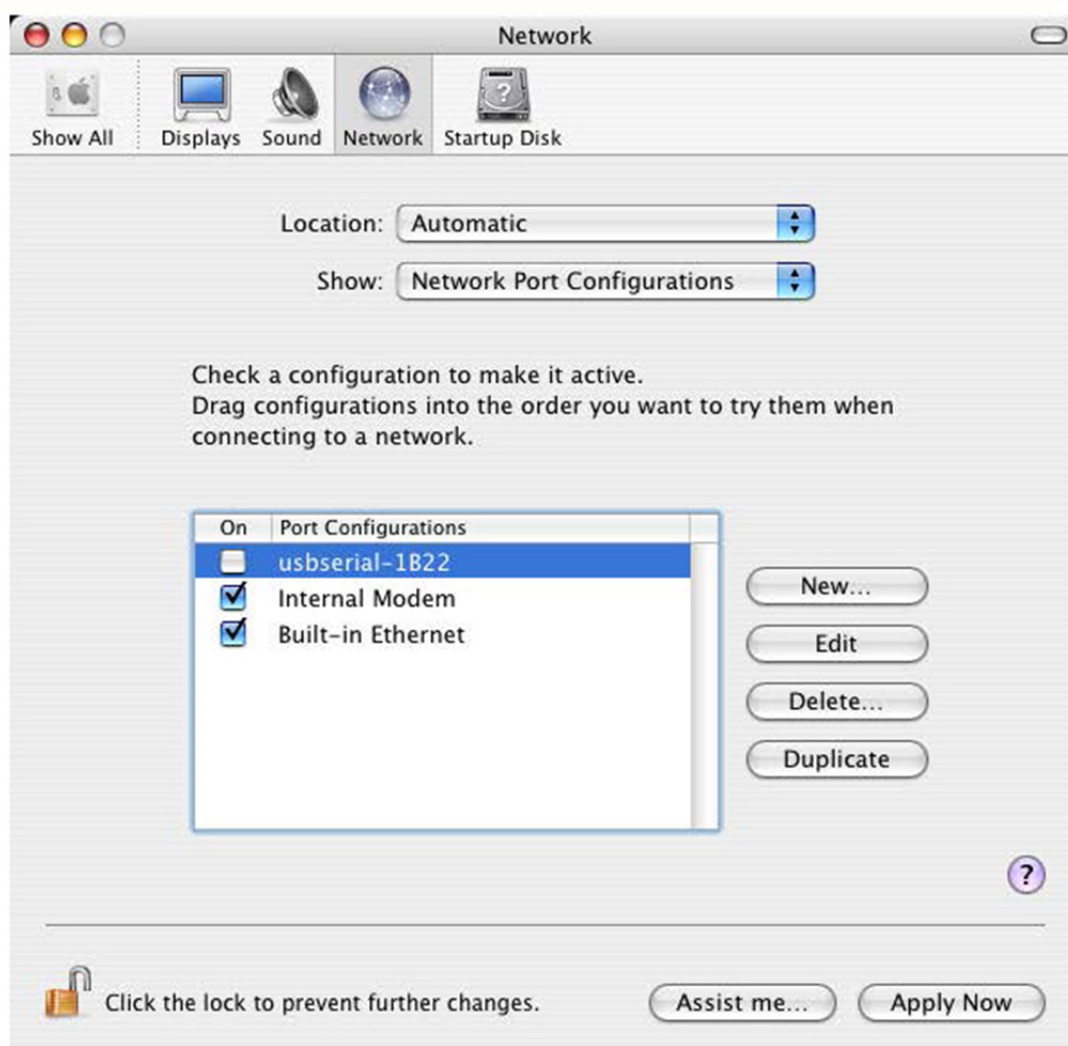 Network
Show All
Displays
Sound
Network
Startup Disk
Location: Automatic
Show: Network Port Configurations
Check a configuration to make it active.
Drag configurations into the order you want to try them when
connecting to a network.
On Port Configurations
usbserial-1B22
Internal Modem
Built-in Ethernet
New...
Edit
Delete...
Duplicate
?
Click the lock to prevent further changes.
Assist me...
Apply Now